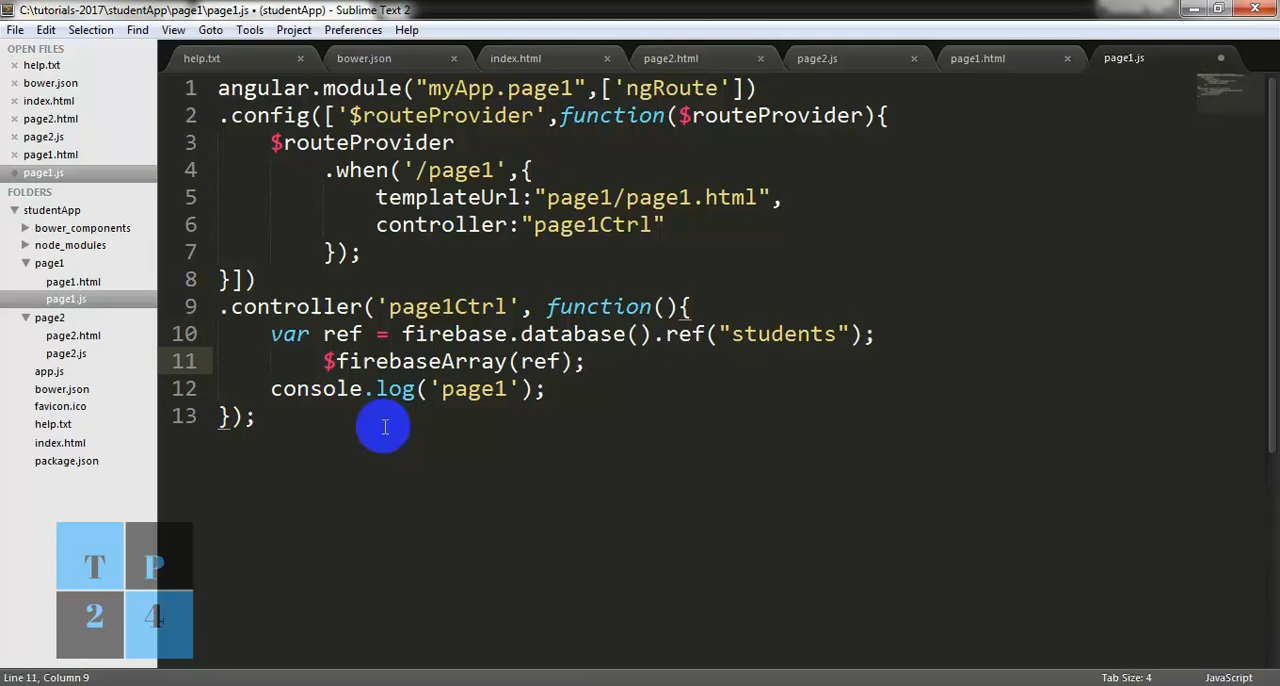 C:\tutorials-2017\studentApp\page1\page1.js • (studentApp) - Sublime Text 2
File Edit Selection Find View Goto Tools Project Preferences Help
OPEN FILES
help.txt
bower.json
index.html
page2.html
page2.js
page1.html
page1.js
FOLDERS
studentApp
bower_components
node_modules
page1
page1.html
page1.js
page2
page2.html
page2.js
app.js
bower.json
favicon.ico
help.txt
index.html
package.json
help.txt bower.json index.html page2.html page2.js page1.html page1.js
1 angular.module("myApp.page1",['ngRoute'])
2 .config(['$routeProvider',function($routeProvider){
3 $routeProvider
4 .when('/page1',{
5 templateUrl:"page1/page1.html",
6 controller:"page1Ctrl"
7 });
8 }])
9 .controller('page1Ctrl', function(){
10 var ref = firebase.database().ref("students");
11 $firebaseArray(ref);
12 console.log('page1');
13 });
T P
2 4
Line 11, Column 9 Tab Size: 4 JavaScript